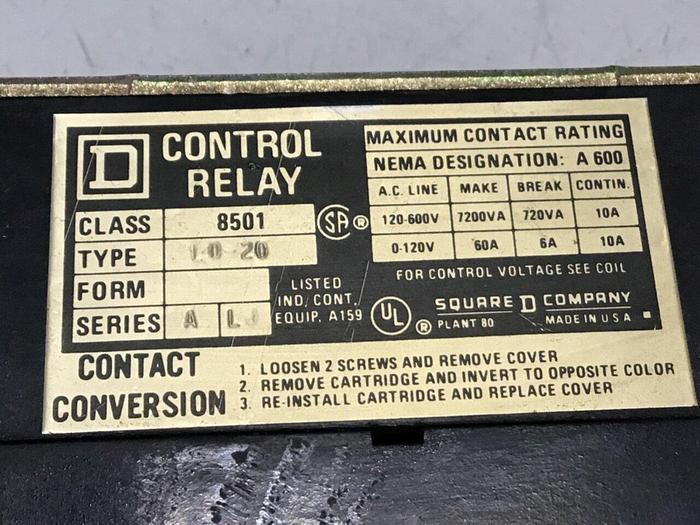 D
CONTROL
RELAY
CLASS 8501
TYPE LO-20
FORM
SERIES A L
SA ®
LISTED
IND. CONT.
EQUIP. A159
MAXIMUM CONTACT RATING
NEMA DESIGNATION: A 600
A.C. LINE MAKE BREAK CONTIN.
120-600V 7200VA 720VA 10A
0-120V 60A 6A 10A
FOR CONTROL VOLTAGE SEE COIL
UL ®
SQUARE D COMPANY
PLANT 80 MADE IN U S A
CONTACT
CONVERSION
1. LOOSEN 2 SCREWS AND REMOVE COVER
2. REMOVE CARTRIDGE AND INVERT TO OPPOSITE COLOR
3. RE-INSTALL CARTRIDGE AND REPLACE COVER